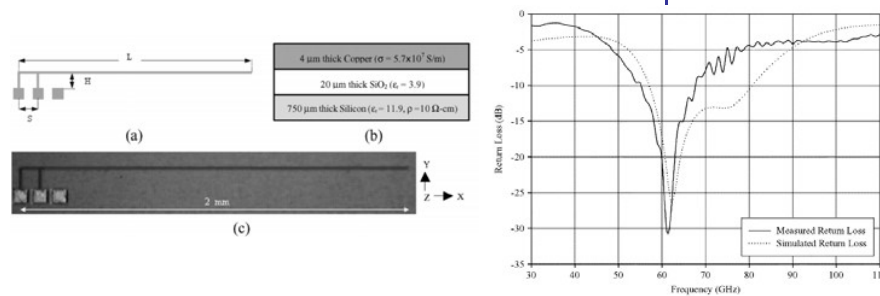 L
H
S
(a)
4 µm thick Copper (σ = 5.7x10⁷ S/m)
20 µm thick SiO₂ (εᵣ = 3.9)
750 µm thick Silicon (εᵣ = 11.9, ρ =10 Ω-cm)
(b)
2 mm
Y
Z
X
(c)
0
-5
-10
-15
-20
-25
-30
-35
Return Loss (dB)
Measured Return Loss
Simulated Return Loss
30 40 50 60 70 80 90 100 110
Frequency (GHz)